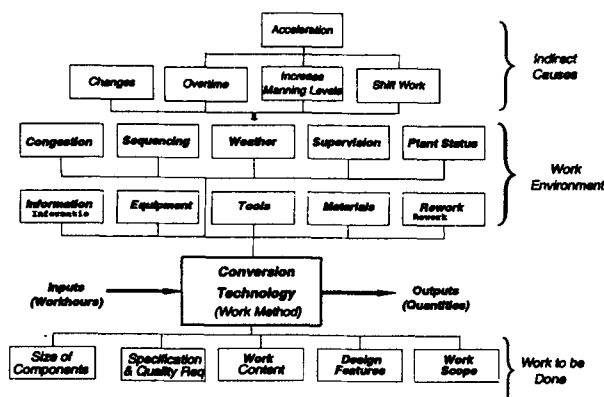 Acceleration
Indirect
Causes
Changes
Overtime
Increase
Manning Levels
Shift Work
Congestion
Sequencing
Weather
Supervision
Plant Status
Work
Environment
Information
Informatio
Equipment
Tools
Materials
Rework
Rework
Inputs
(Workhours)
Conversion
Technology
(Work Method)
Outputs
(Quantities)
Size of
Components
Specification
& Quality Req
Work
Content
Design
Features
Work
Scope
Work to be
Done